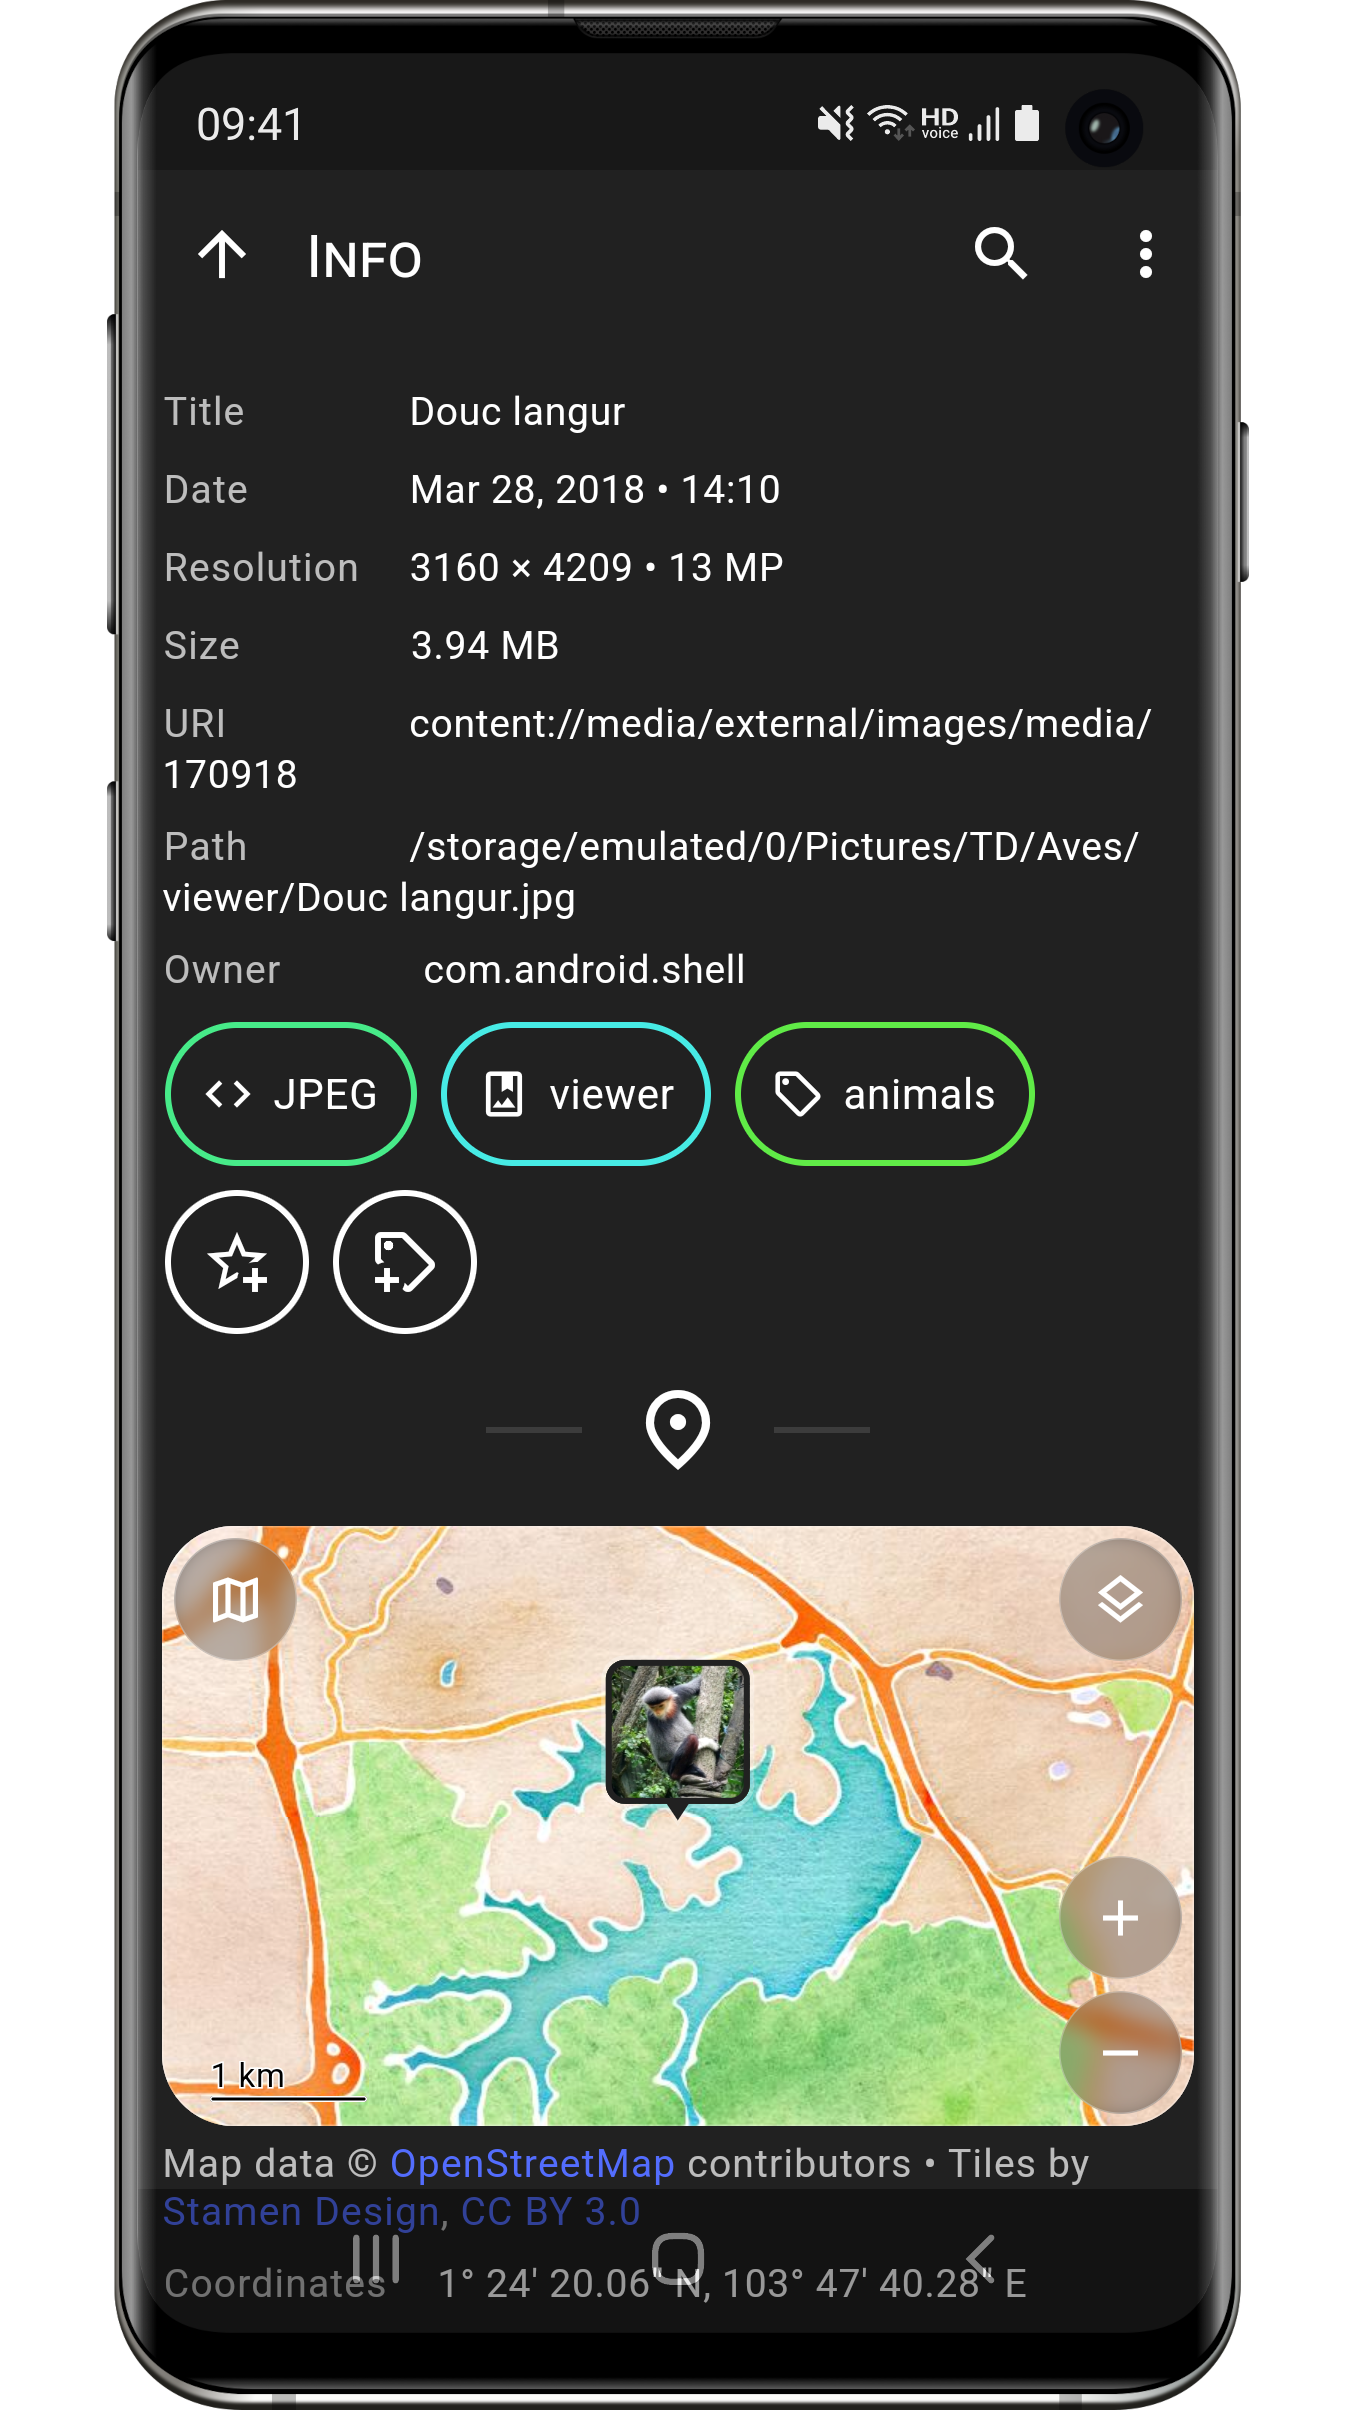 09:41
HD
voice
INFO
Title Douc langur
Date Mar 28, 2018 • 14:10
Resolution 3160 × 4209 • 13 MP
Size 3.94 MB
URI content://media/external/images/media/
170918
Path /storage/emulated/0/Pictures/TD/Aves/
viewer/Douc langur.jpg
Owner com.android.shell
JPEG viewer animals
1 km
Map data © OpenStreetMap contributors • Tiles by
Stamen Design, CC BY 3.0
Coordinates 1° 24' 20.06" N, 103° 47' 40.28" E